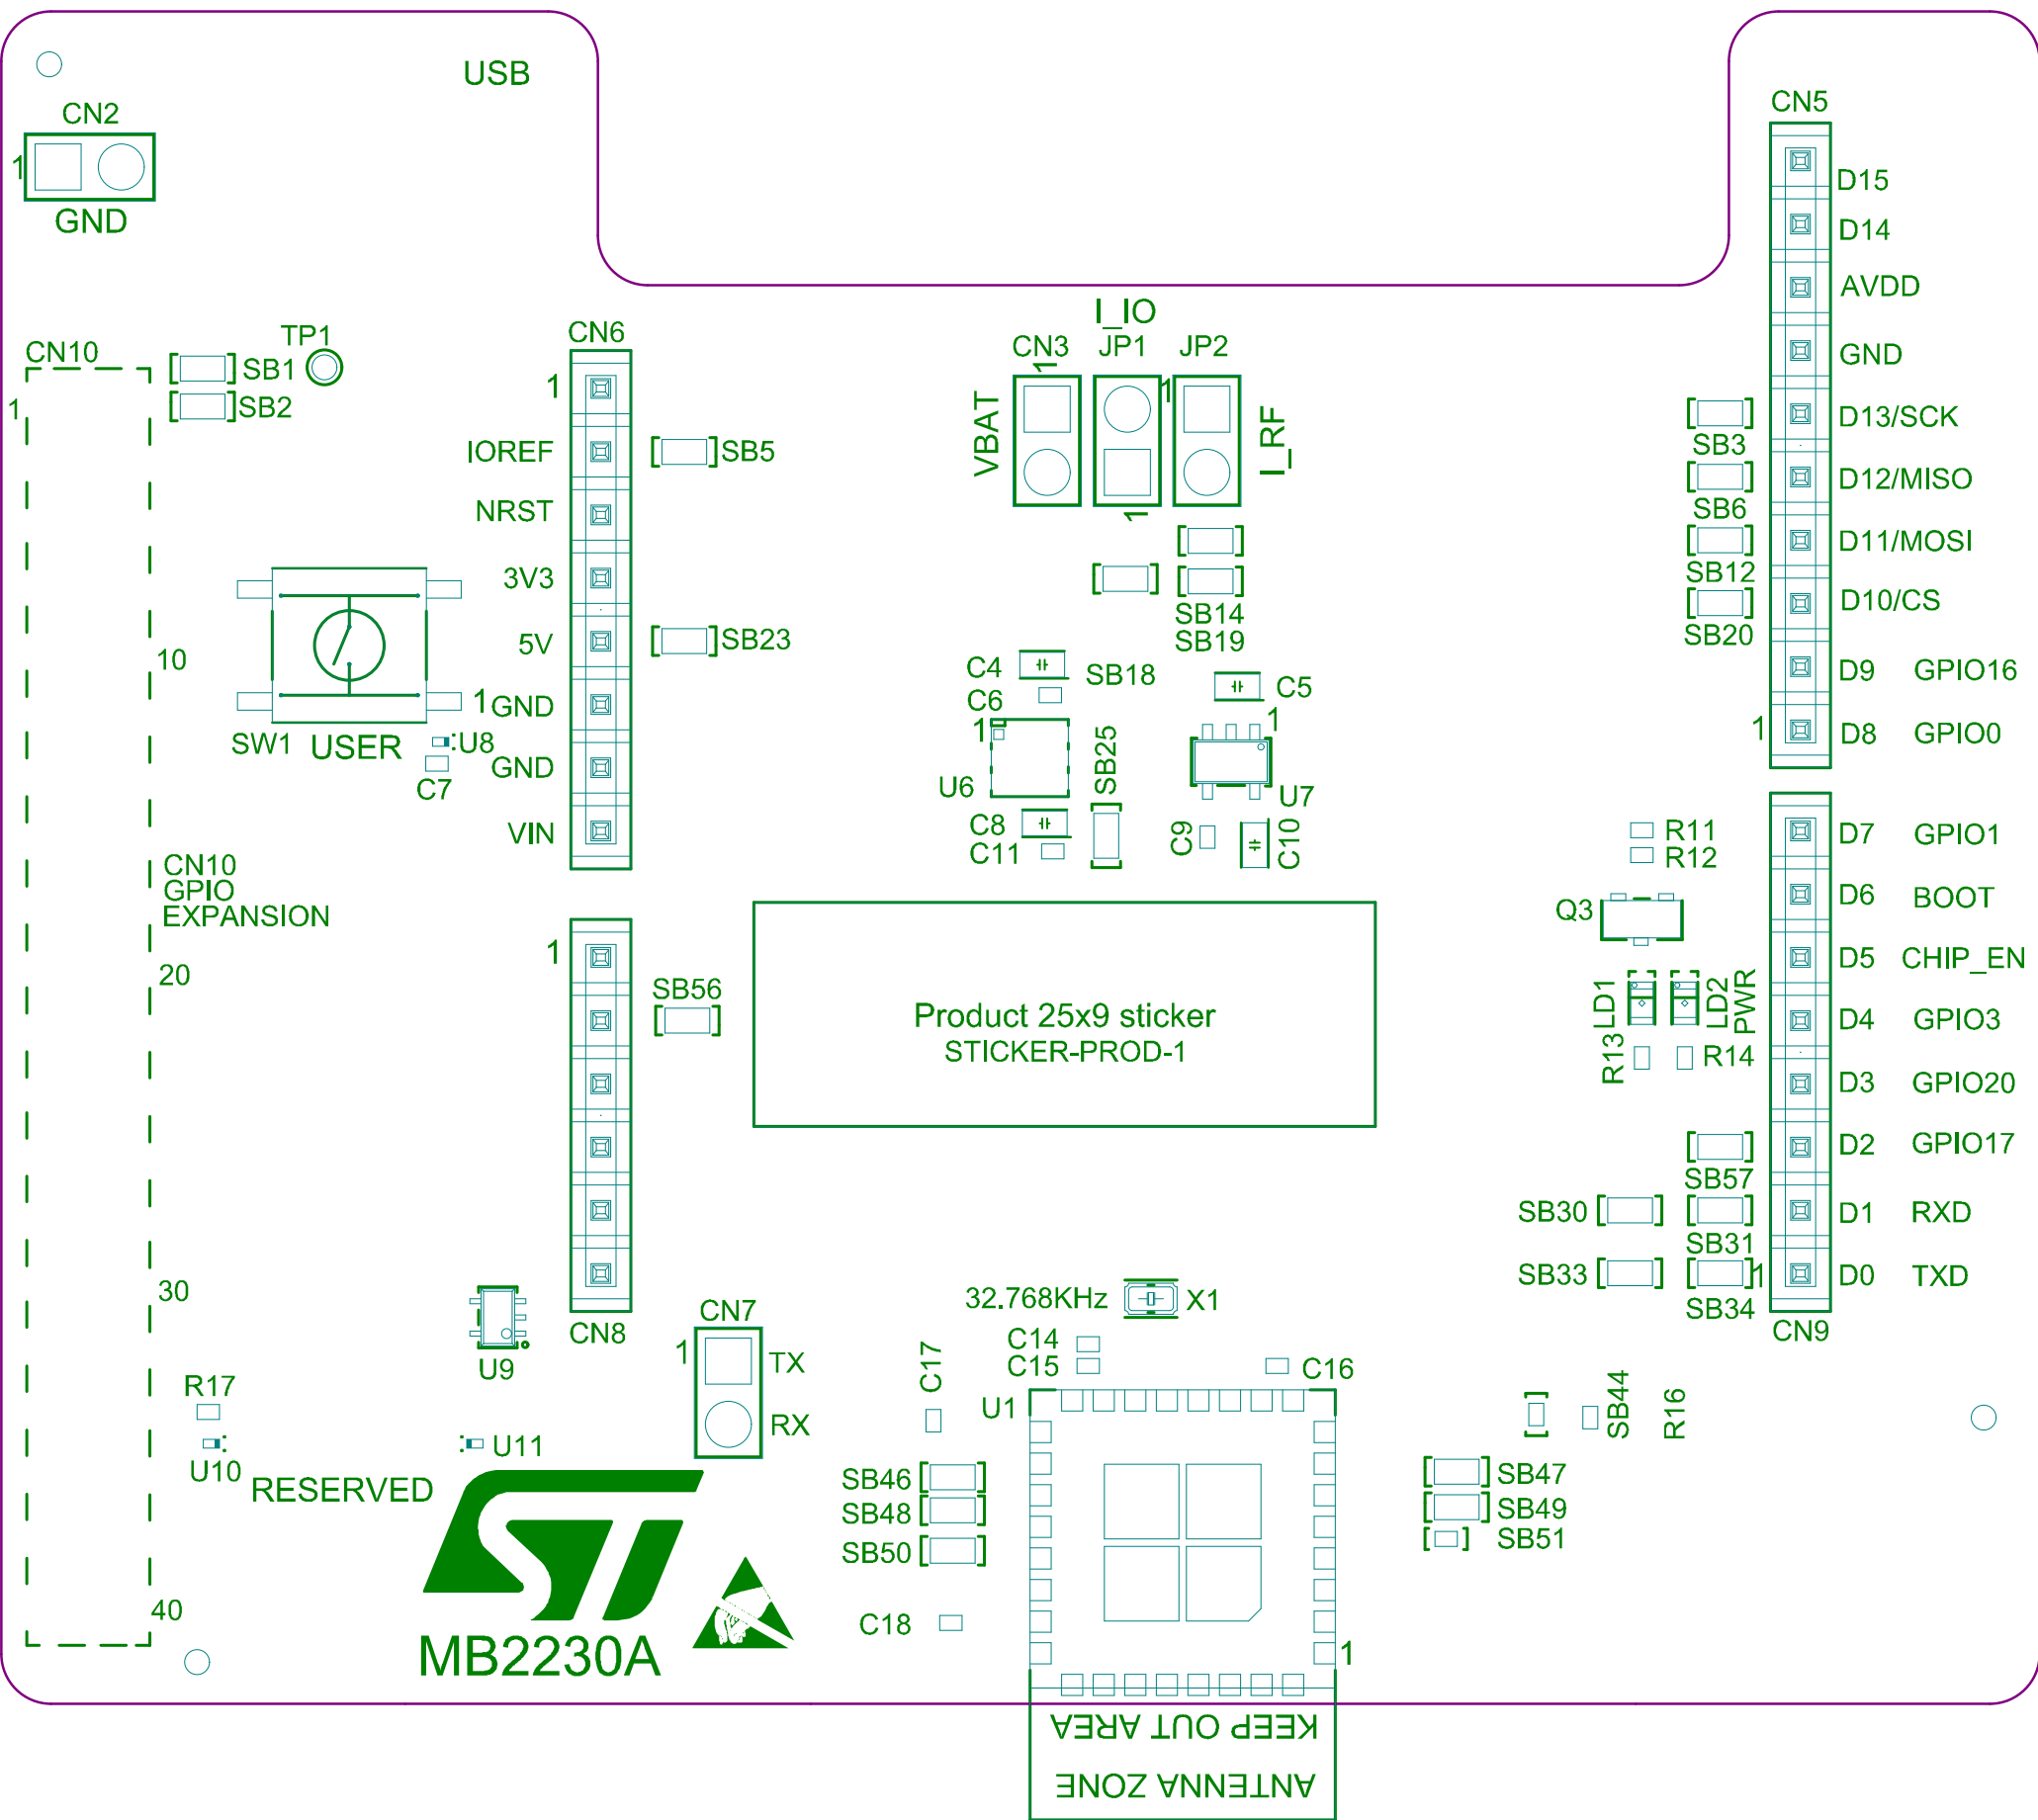 USB
CN2
1
GND
CN5
D15
D14
AVDD
GND
D13/SCK
D12/MISO
D11/MOSI
D10/CS
D9 GPIO16
D8 GPIO0
1
SB3
SB6
SB12
SB20
I_IO
CN3 JP1 JP2
1
1
1
VBAT
I_RF
CN10
1
10
20
30
40
CN10
GPIO
EXPANSION
SB1
SB2
TP1
CN6
1
IOREF
NRST
3V3
5V
GND
GND
VIN
SB5
SB23
SW1 USER
1
U8
C7
SB14
SB19
SB18
C4
C6
1
U6
C8
C11
SB25
C5
1
U7
C9
C10
R11
R12
Q3
LD1
LD2
PWR
R13
R14
D7 GPIO1
D6 BOOT
D5 CHIP_EN
D4 GPIO3
D3 GPIO20
D2 GPIO17
D1 RXD
D0 TXD
1
CN9
SB57
SB30
SB31
SB33
SB34
1
SB56
CN8
Product 25x9 sticker
STICKER-PROD-1
32.768KHz X1
C14
C15
C16
C17
CN7
1
TX
RX
U9
R17
U10
U11
RESERVED
ST
MB2230A
U1
1
SB46
SB48
SB50
C18
SB44
R16
SB47
SB49
SB51
KEEP OUT AREA
ANTENNA ZONE